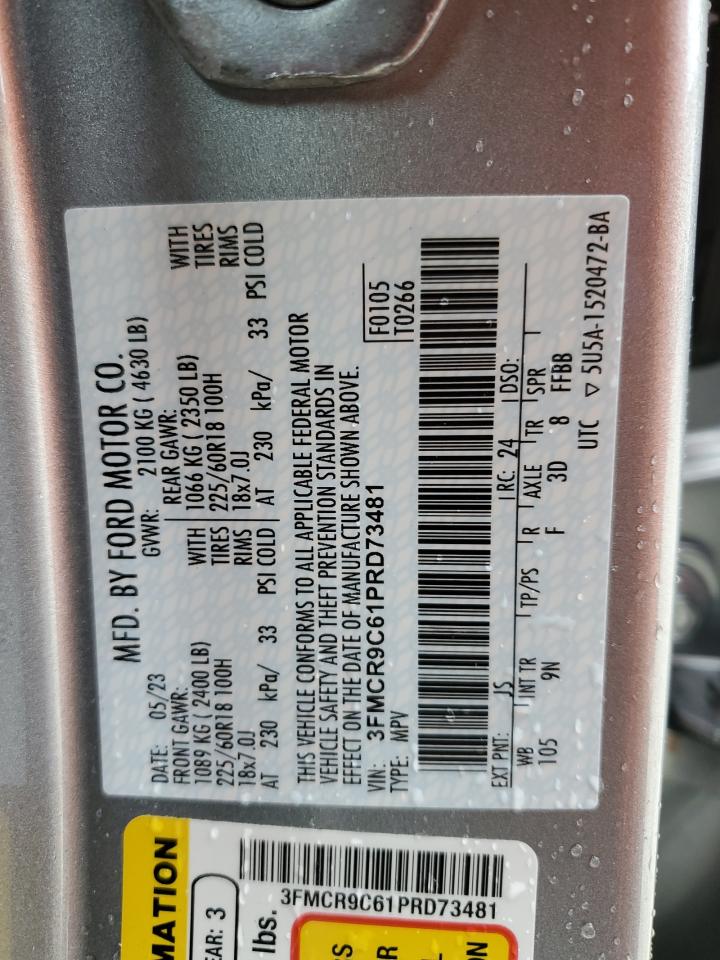 MFD. BY FORD MOTOR CO.
DATE: 05/23 GVWR: 2100 KG ( 4630 LB)
FRONT GAWR: REAR GAWR:
1089 KG ( 2400 LB) WITH 1066 KG ( 2350 LB) WITH
225/60R18 100H TIRES 225/60R18 100H TIRES
18x7.0J RIMS 18x7.0J RIMS
AT 230 kPa/ 33 PSI COLD AT 230 kPa/ 33 PSI COLD
THIS VEHICLE CONFORMS TO ALL APPLICABLE FEDERAL MOTOR
VEHICLE SAFETY AND THEFT PREVENTION STANDARDS IN
EFFECT ON THE DATE OF MANUFACTURE SHOWN ABOVE.
VIN: 3FMCR9C61PRD73481 F0105
TYPE: MPV T0266
EXT PNT: JS RC: 24 DSO:
WB INT TR TP/PS R AXLE TR SPR
105 9N F 3D 8 FFBB
UTC ▽ 5U5A-1520472-BA
MATION
EAR: 3
lbs.
3FMCR9C61PRD73481
S
R
L
ON